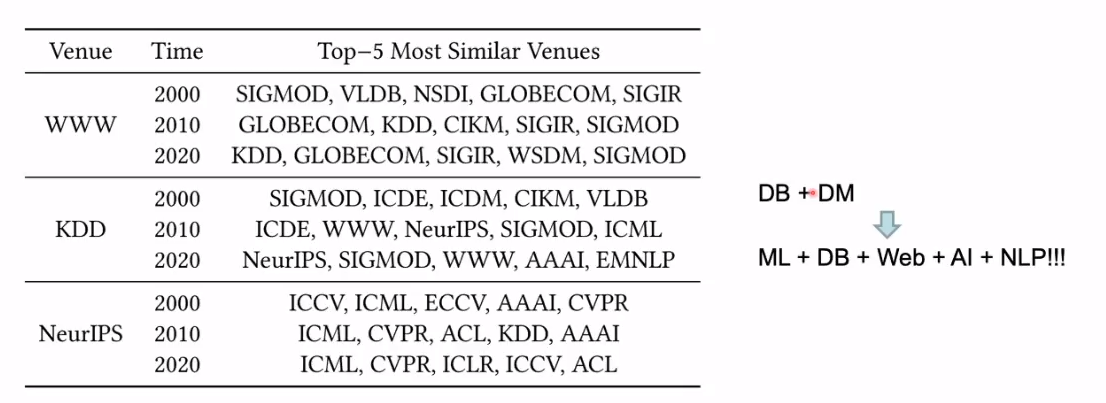 Venue Time Top−5 Most Similar Venues
WWW
2000 SIGMOD, VLDB, NSDI, GLOBECOM, SIGIR
2010 GLOBECOM, KDD, CIKM, SIGIR, SIGMOD
2020 KDD, GLOBECOM, SIGIR, WSDM, SIGMOD
KDD
2000 SIGMOD, ICDE, ICDM, CIKM, VLDB
2010 ICDE, WWW, NeurIPS, SIGMOD, ICML
2020 NeurIPS, SIGMOD, WWW, AAAI, EMNLP
NeurIPS
2000 ICCV, ICML, ECCV, AAAI, CVPR
2010 ICML, CVPR, ACL, KDD, AAAI
2020 ICML, CVPR, ICLR, ICCV, ACL
DB + DM
ML + DB + Web + AI + NLP!!!